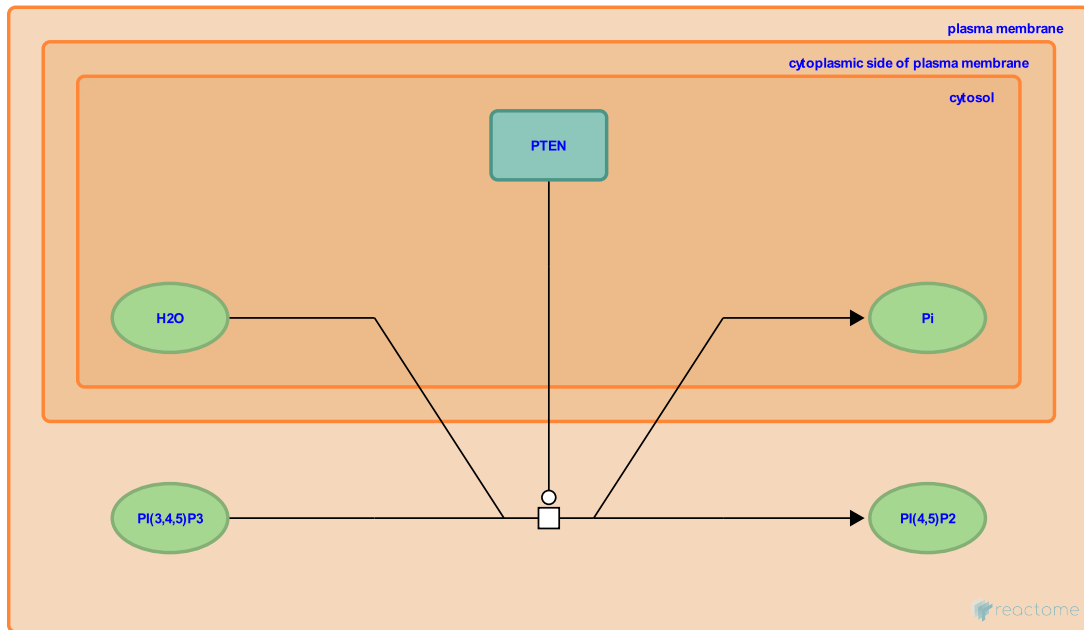 plasma membrane
cytoplasmic side of plasma membrane
cytosol
PTEN
H2O
Pi
PI(3,4,5)P3
PI(4,5)P2
reactome